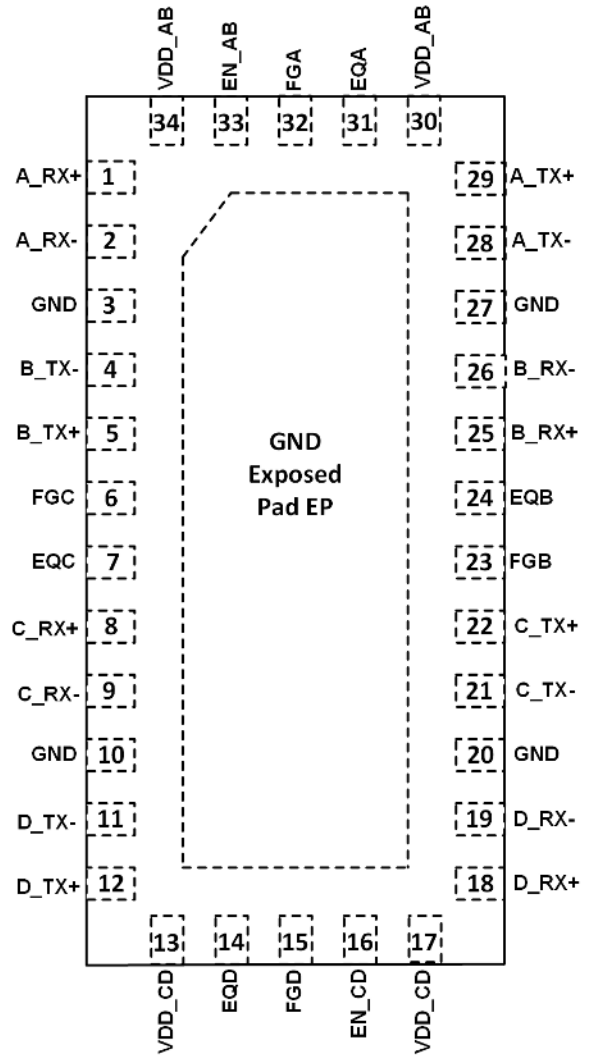 VDD_AB EN_AB FGA EQA VDD_AB
34 33 32 31 30
A_RX+ 1 29 A_TX+
A_RX- 2 28 A_TX-
GND 3 27 GND
B_TX- 4 26 B_RX-
B_TX+ 5 25 B_RX+
GND
Exposed
Pad EP
FGC 6 24 EQB
EQC 7 23 FGB
C_RX+ 8 22 C_TX+
C_RX- 9 21 C_TX-
GND 10 20 GND
D_TX- 11 19 D_RX-
D_TX+ 12 18 D_RX+
13 14 15 16 17
VDD_CD EQD FGD EN_CD VDD_CD